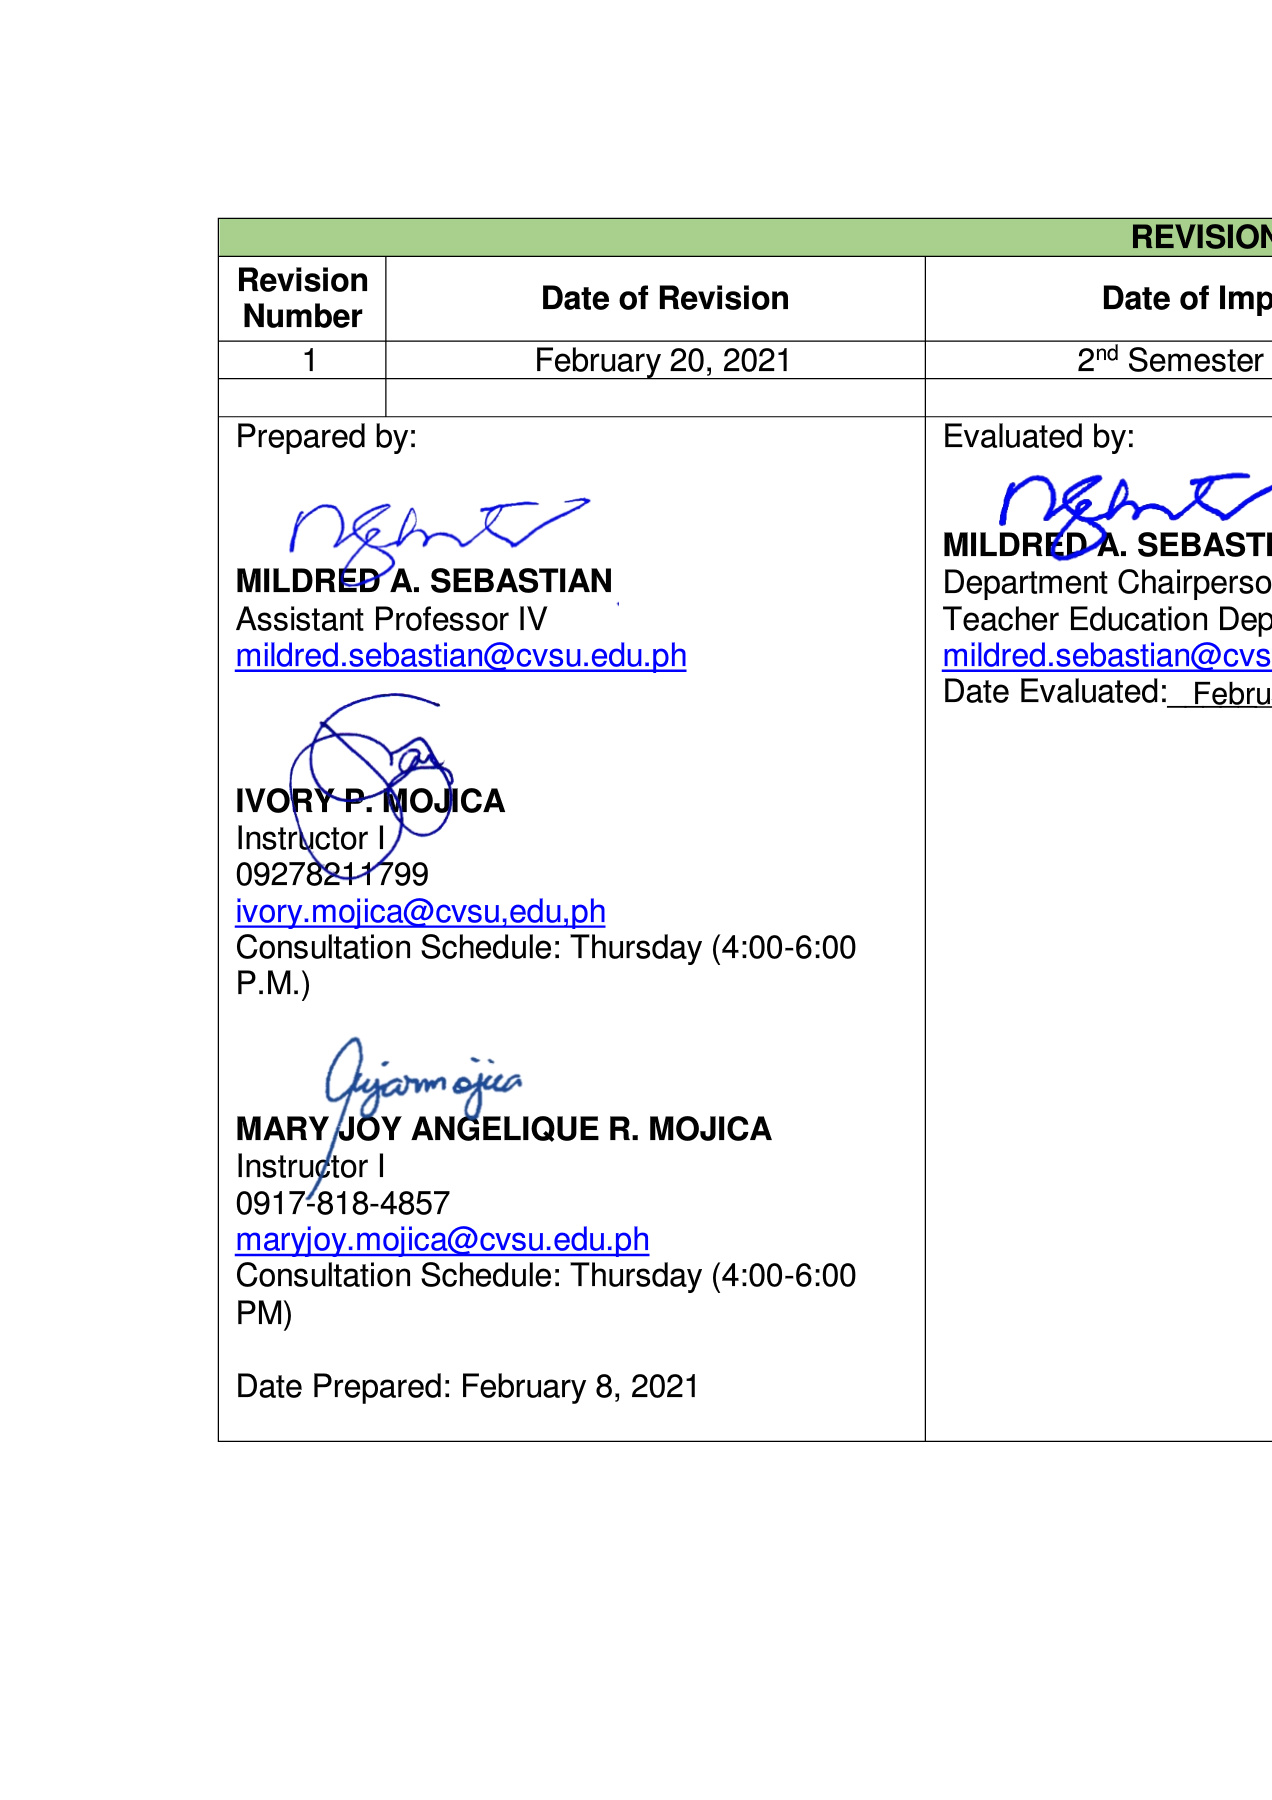 REVISION
Revision Number
Date of Revision
Date of Imp
1
February 20, 2021
2nd Semester
Prepared by:
MILDRED A. SEBASTIAN
Assistant Professor IV
mildred.sebastian@cvsu.edu.ph
IVORY P. MOJICA
Instructor I
09278211799
ivory.mojica@cvsu,edu,ph
Consultation Schedule: Thursday (4:00-6:00
P.M.)
MARY JOY ANGELIQUE R. MOJICA
Instructor I
0917-818-4857
maryjoy.mojica@cvsu.edu.ph
Consultation Schedule: Thursday (4:00-6:00
PM)
Date Prepared: February 8, 2021
Evaluated by:
MILDRED A. SEBASTI
Department Chairperso
Teacher Education Dep
mildred.sebastian@cvs
Date Evaluated: Febru